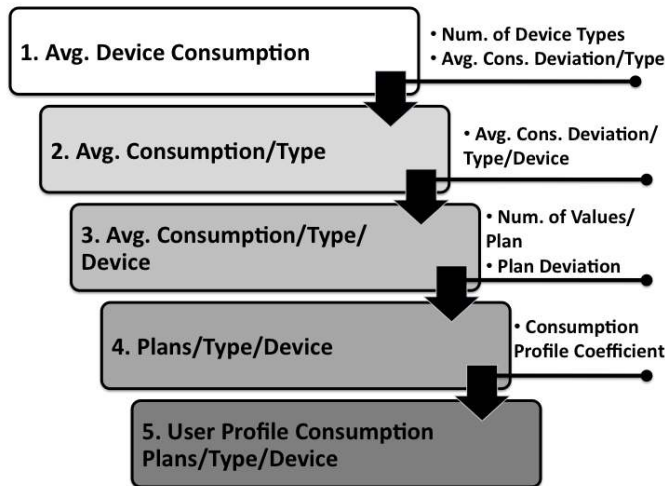 1. Avg. Device Consumption
• Num. of Device Types
• Avg. Cons. Deviation/Type
2. Avg. Consumption/Type
• Avg. Cons. Deviation/
Type/Device
3. Avg. Consumption/Type/
Device
• Num. of Values/
Plan
• Plan Deviation
4. Plans/Type/Device
• Consumption
Profile Coefficient
5. User Profile Consumption
Plans/Type/Device